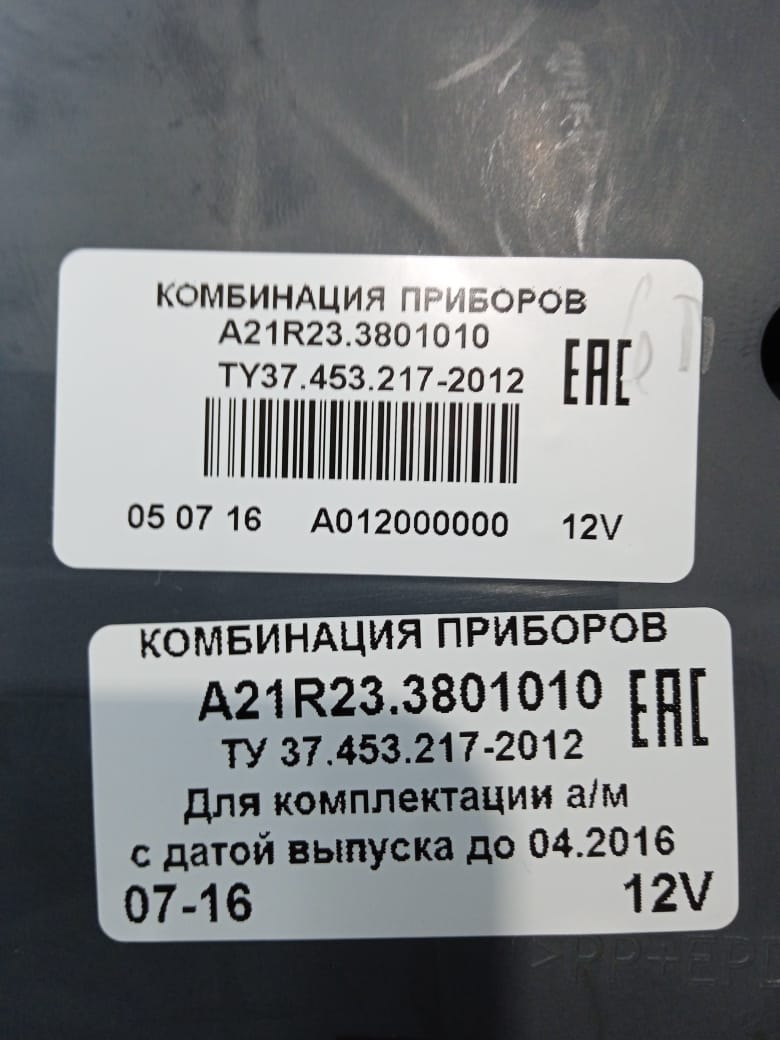 КОМБИНАЦИЯ ПРИБОРОВ
A21R23.3801010
ТУ37.453.217-2012
EAC
05 07 16 A012000000 12V
КОМБИНАЦИЯ ПРИБОРОВ
A21R23.3801010
EAC
ТУ 37.453.217-2012
Для комплектации а/м
с датой выпуска до 04.2016
07-16 12V